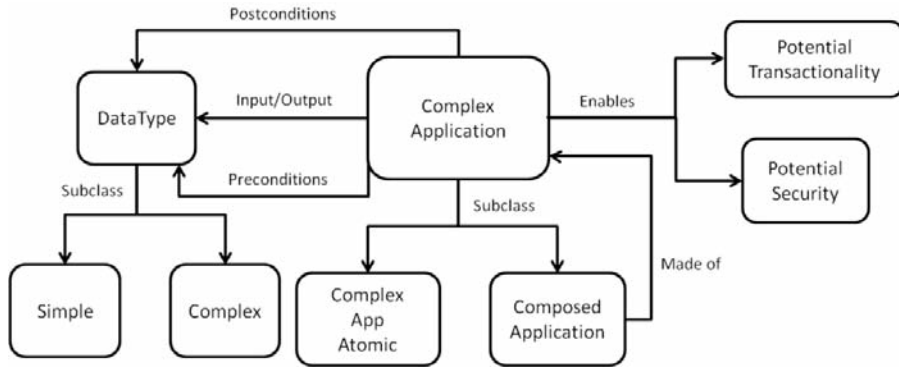 Postconditions
Potential
Transactionality
DataType
Input/Output
Complex
Application
Enables
Preconditions
Potential
Security
Subclass
Subclass
Made of
Simple
Complex
Complex
App
Atomic
Composed
Application